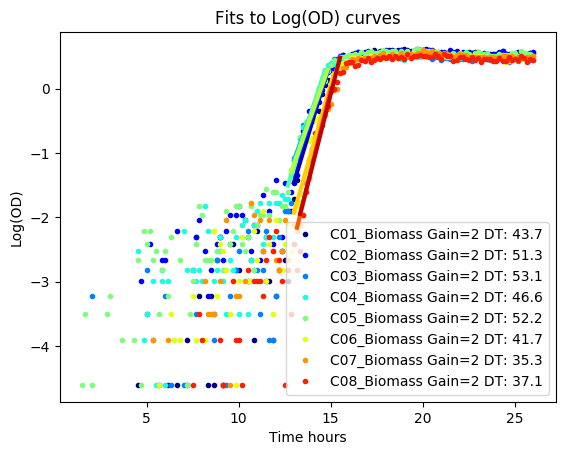 Fits to Log(OD) curves
Log(OD)
0
−1
−2
−3
−4
C01_Biomass Gain=2 DT: 43.7
C02_Biomass Gain=2 DT: 51.3
C03_Biomass Gain=2 DT: 53.1
C04_Biomass Gain=2 DT: 46.6
C05_Biomass Gain=2 DT: 52.2
C06_Biomass Gain=2 DT: 41.7
C07_Biomass Gain=2 DT: 35.3
C08_Biomass Gain=2 DT: 37.1
5
10
15
20
25
Time hours